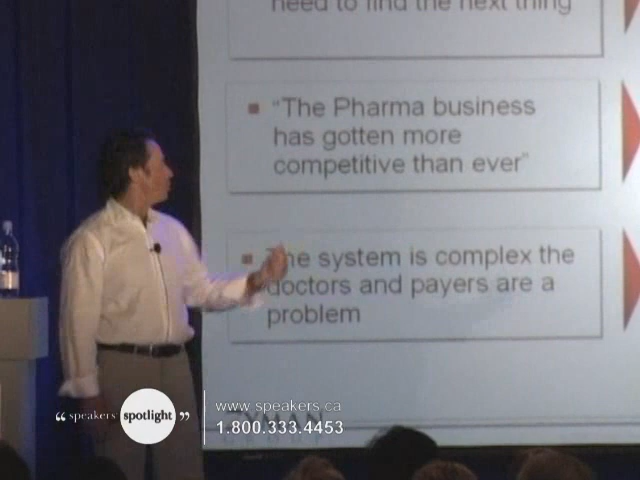 need to find the next thing
"The Pharma business
has gotten more
competitive than ever"
The system is complex the
doctors and payers are a
problem
"speakers spotlight"
www.speakers.ca
1.800.333.4453